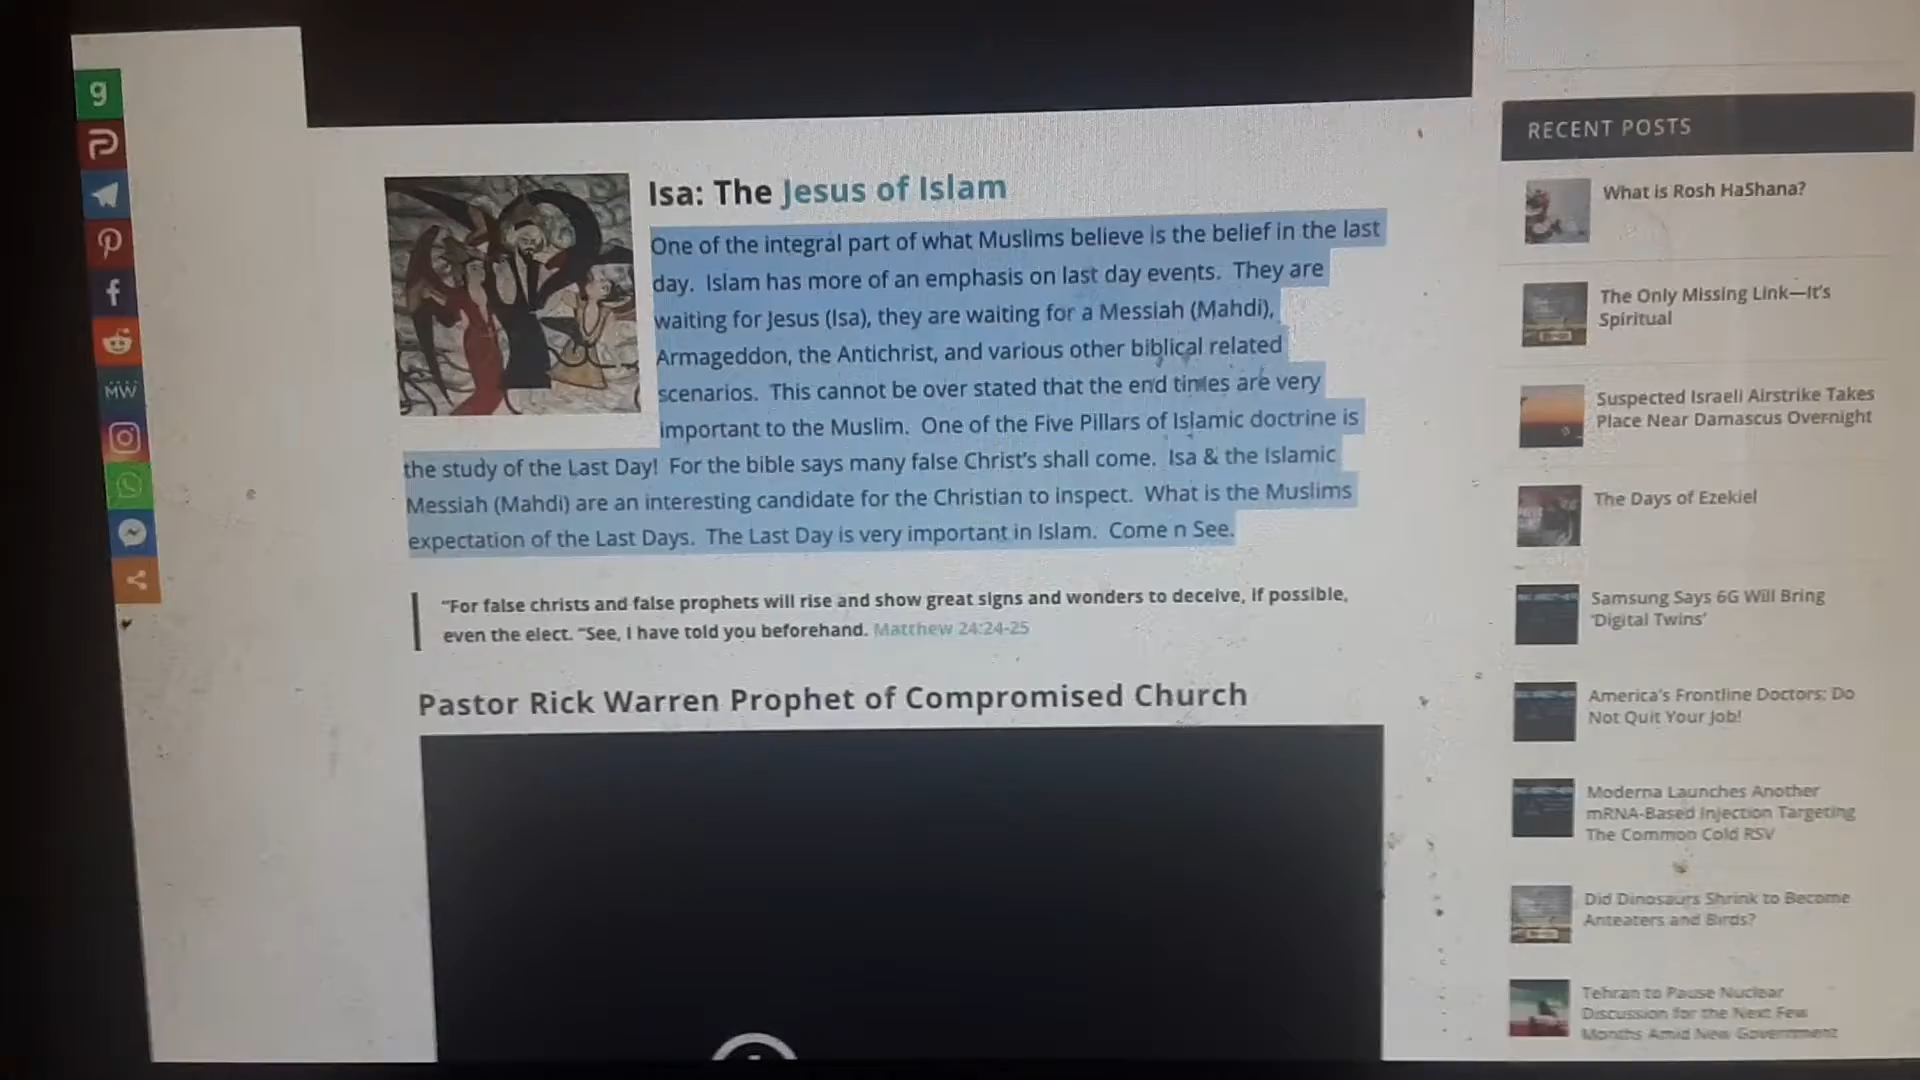 g
MW
Isa: The Jesus of Islam
One of the integral part of what Muslims believe is the belief in the last
day. Islam has more of an emphasis on last day events. They are
waiting for Jesus (Isa), they are waiting for a Messiah (Mahdi),
Armageddon, the Antichrist, and various other biblical related
scenarios. This cannot be over stated that the end times are very
important to the Muslim. One of the Five Pillars of Islamic doctrine is
the study of the Last Day! For the bible says many false Christ's shall come. Isa & the Islamic
Messiah (Mahdi) are an interesting candidate for the Christian to inspect. What is the Muslims
expectation of the Last Days. The Last Day is very important in Islam. Come n See.
"For false christs and false prophets will rise and show great signs and wonders to deceive, if possible,
even the elect. "See, I have told you beforehand. Matthew 24:24-25
Pastor Rick Warren Prophet of Compromised Church
RECENT POSTS
What is Rosh HaShana?
The Only Missing Link—It's
Spiritual
Suspected Israeli Airstrike Takes
Place Near Damascus Overnight
The Days of Ezekiel
Samsung Says 6G Will Bring
'Digital Twins'
America's Frontline Doctors: Do
Not Quit Your Job!
Moderna Launches Another
mRNA-Based Injection Targeting
The Common Cold RSV
Did Dinosaurs Shrink to Become
Anteaters and Birds?
Tehran to Pause Nuclear
Discussion for the Next Few
Months Amid New Government